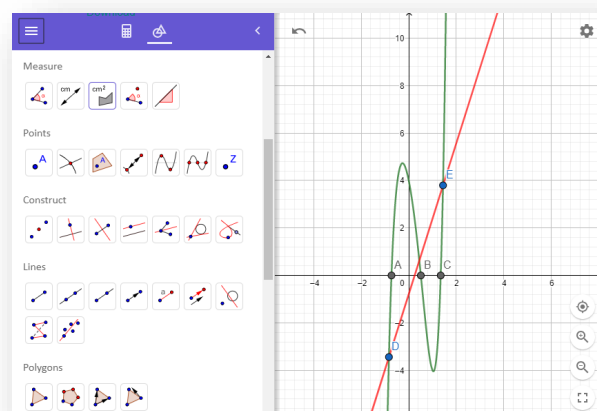 Measure
cm
cm²
Points
A
A
Z
Construct
Lines
a
Polygons
10
8
6
4
2
0
−2
−4
−4
−2
2
4
6
A
B
C
D
E